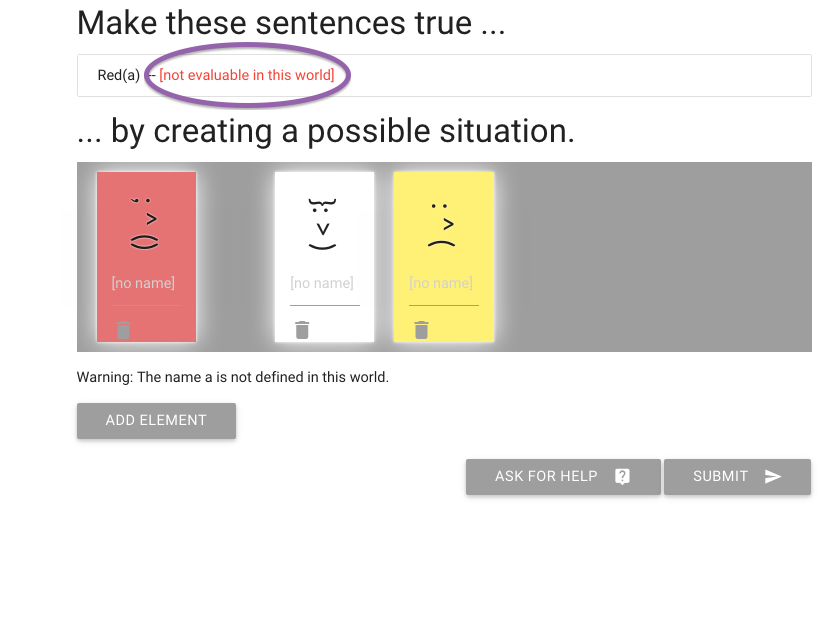 Make these sentences true ...
Red(a) -- [not evaluable in this world]
... by creating a possible situation.
[no name] [no name] [no name]
Warning: The name a is not defined in this world.
ADD ELEMENT
ASK FOR HELP SUBMIT